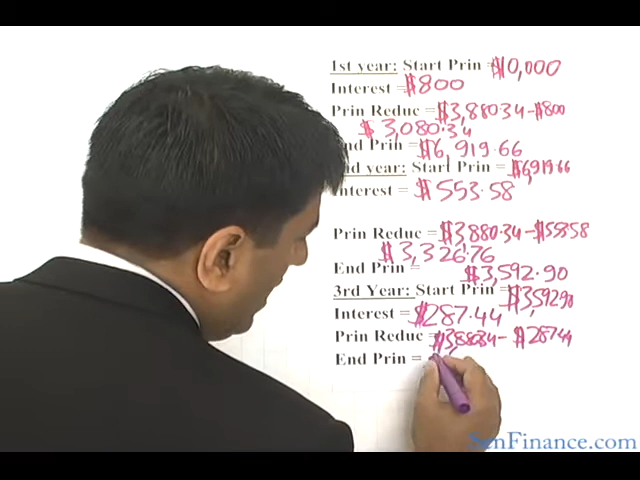 1st year: Start Prin = $10,000
Interest = $800
Prin Reduc = $3,880.34 - $800
$3,080.34
End Prin = $6,919.66
2nd year: Start Prin = $6,919.66
Interest = $553.58
Prin Reduc = $3,880.34 - $553.58
$3,326.76
End Prin = $3,592.90
3rd Year: Start Prin = $3,592.90
Interest = $287.44
Prin Reduc = $3,880.34 - $287.44
End Prin =
SenFinance.com